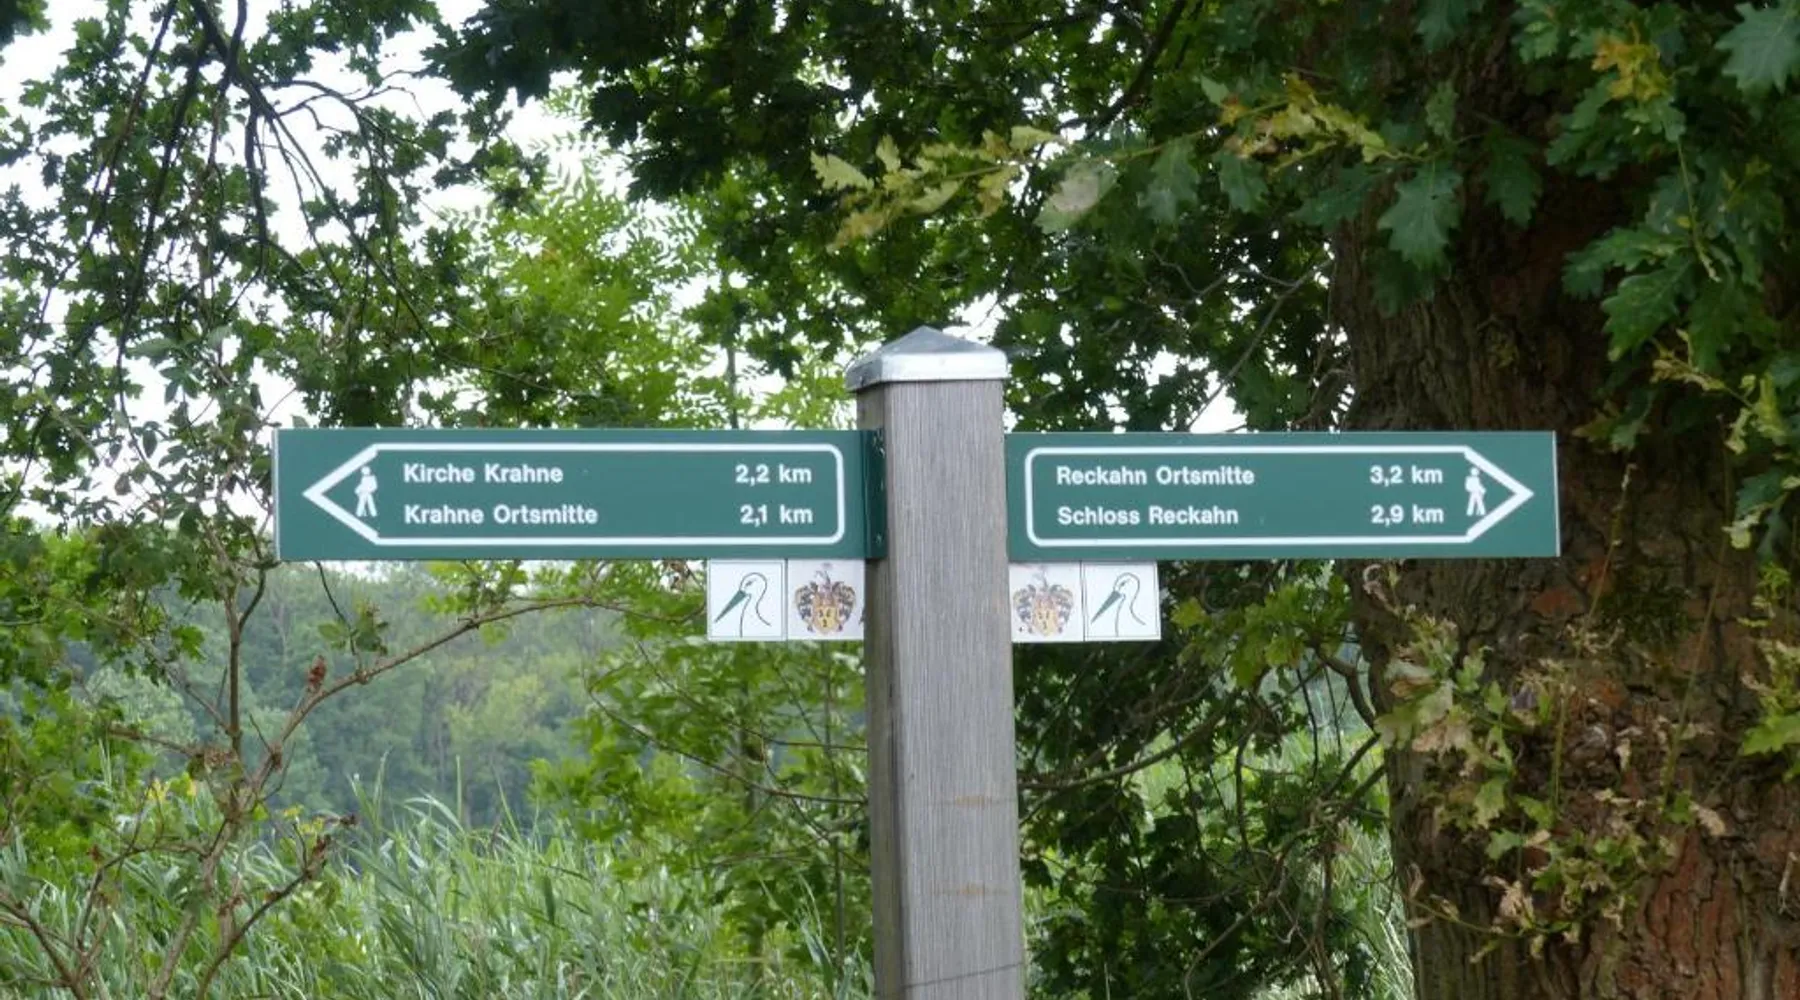 Kirche Krahne 2,2 km
Krahne Ortsmitte 2,1 km
Reckahn Ortsmitte 3,2 km
Schloss Reckahn 2,9 km